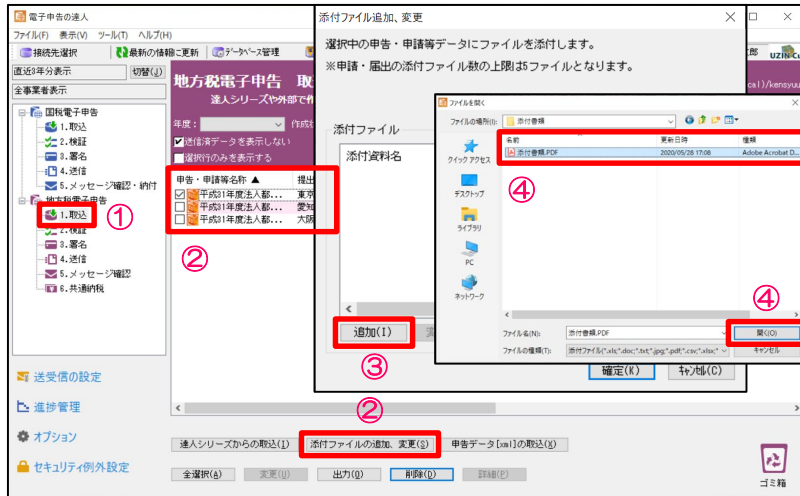 電子申告の達人
ファイル(F) 表示(V) ツール(T) ヘルプ(H)
接続先選択 最新の情報に更新 データベース管理
直近3年分表示 切替(J)
全事業者表示
国税電子申告
1.取込
2.検証
3.署名
4.送信
5.メッセージ確認・納付
地方税電子申告
1.取込
2.検証
3.署名
4.送信
5.メッセージ確認
6.共通納税
①
送受信の設定
進捗管理
オプション
セキュリティ例外設定
地方税電子申告 取
達人シリーズや外部で作
年度: 作成状
送信済データを表示しない
選択行のみを表示する
申告・申請等名称 ▲ 提出
平成31年度法人都... 東京
平成31年度法人都... 愛知
平成31年度法人都... 大阪
②
添付ファイル追加、変更
選択中の申告・申請等データにファイルを添付します。
※申請・届出の添付ファイル数の上限は5ファイルとなります。
添付ファイル
添付資料名
追加(I)
③
確定(K) キャンセル(C)
ファイルを開く
ファイルの場所(I): 添付書類
名前 更新日時 種類
添付書類.PDF 2020/05/28 17:08 Adobe Acrobat D...
④
クイック アクセス
デスクトップ
ライブラリ
PC
ネットワーク
④
ファイル名(N): 添付書類.PDF 開く(O)
ファイルの種類(T): 添付ファイル(*.xls;*.doc;*.txt;*.jpg;*.pdf;*.csv;*.xlsx;* キャンセル
UZIN Cu
cal)/kensyuu
②
達人シリーズからの取込(I) 添付ファイルの追加、変更(S) 申告データ[xml]の取込(X)
全選択(A) 変更(U) 出力(O) 削除(D) 詳細(P)
ゴミ箱